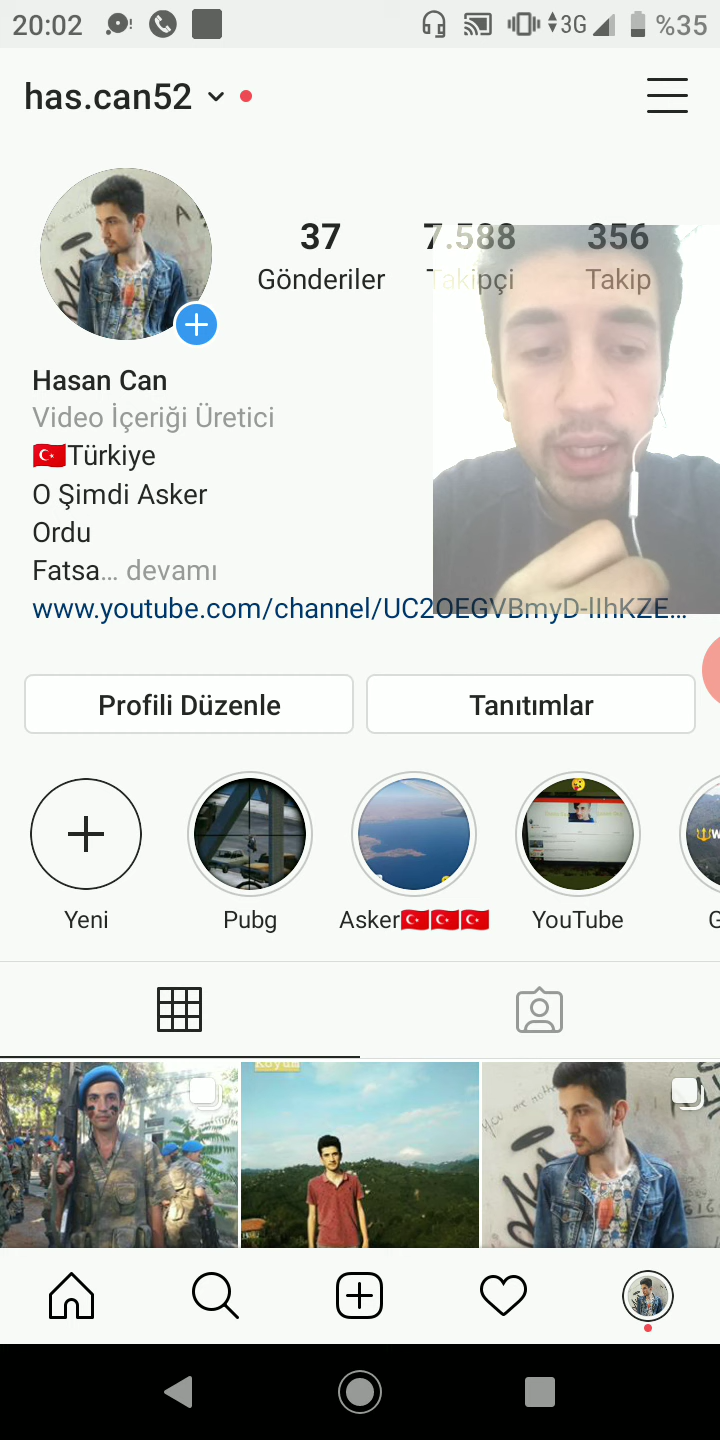 20:02
3G
%35
has.can52
37
7.588
356
Gönderiler
Takipçi
Takip
Hasan Can
Video İçeriği Üretici
🇹🇷Türkiye
O Şimdi Asker
Ordu
Fatsa... devamı
www.youtube.com/channel/UC2OEGVBmyD-lIhKZE...
Profili Düzenle
Tanıtımlar
Yeni
Pubg
Asker🇹🇷🇹🇷🇹🇷
YouTube
G